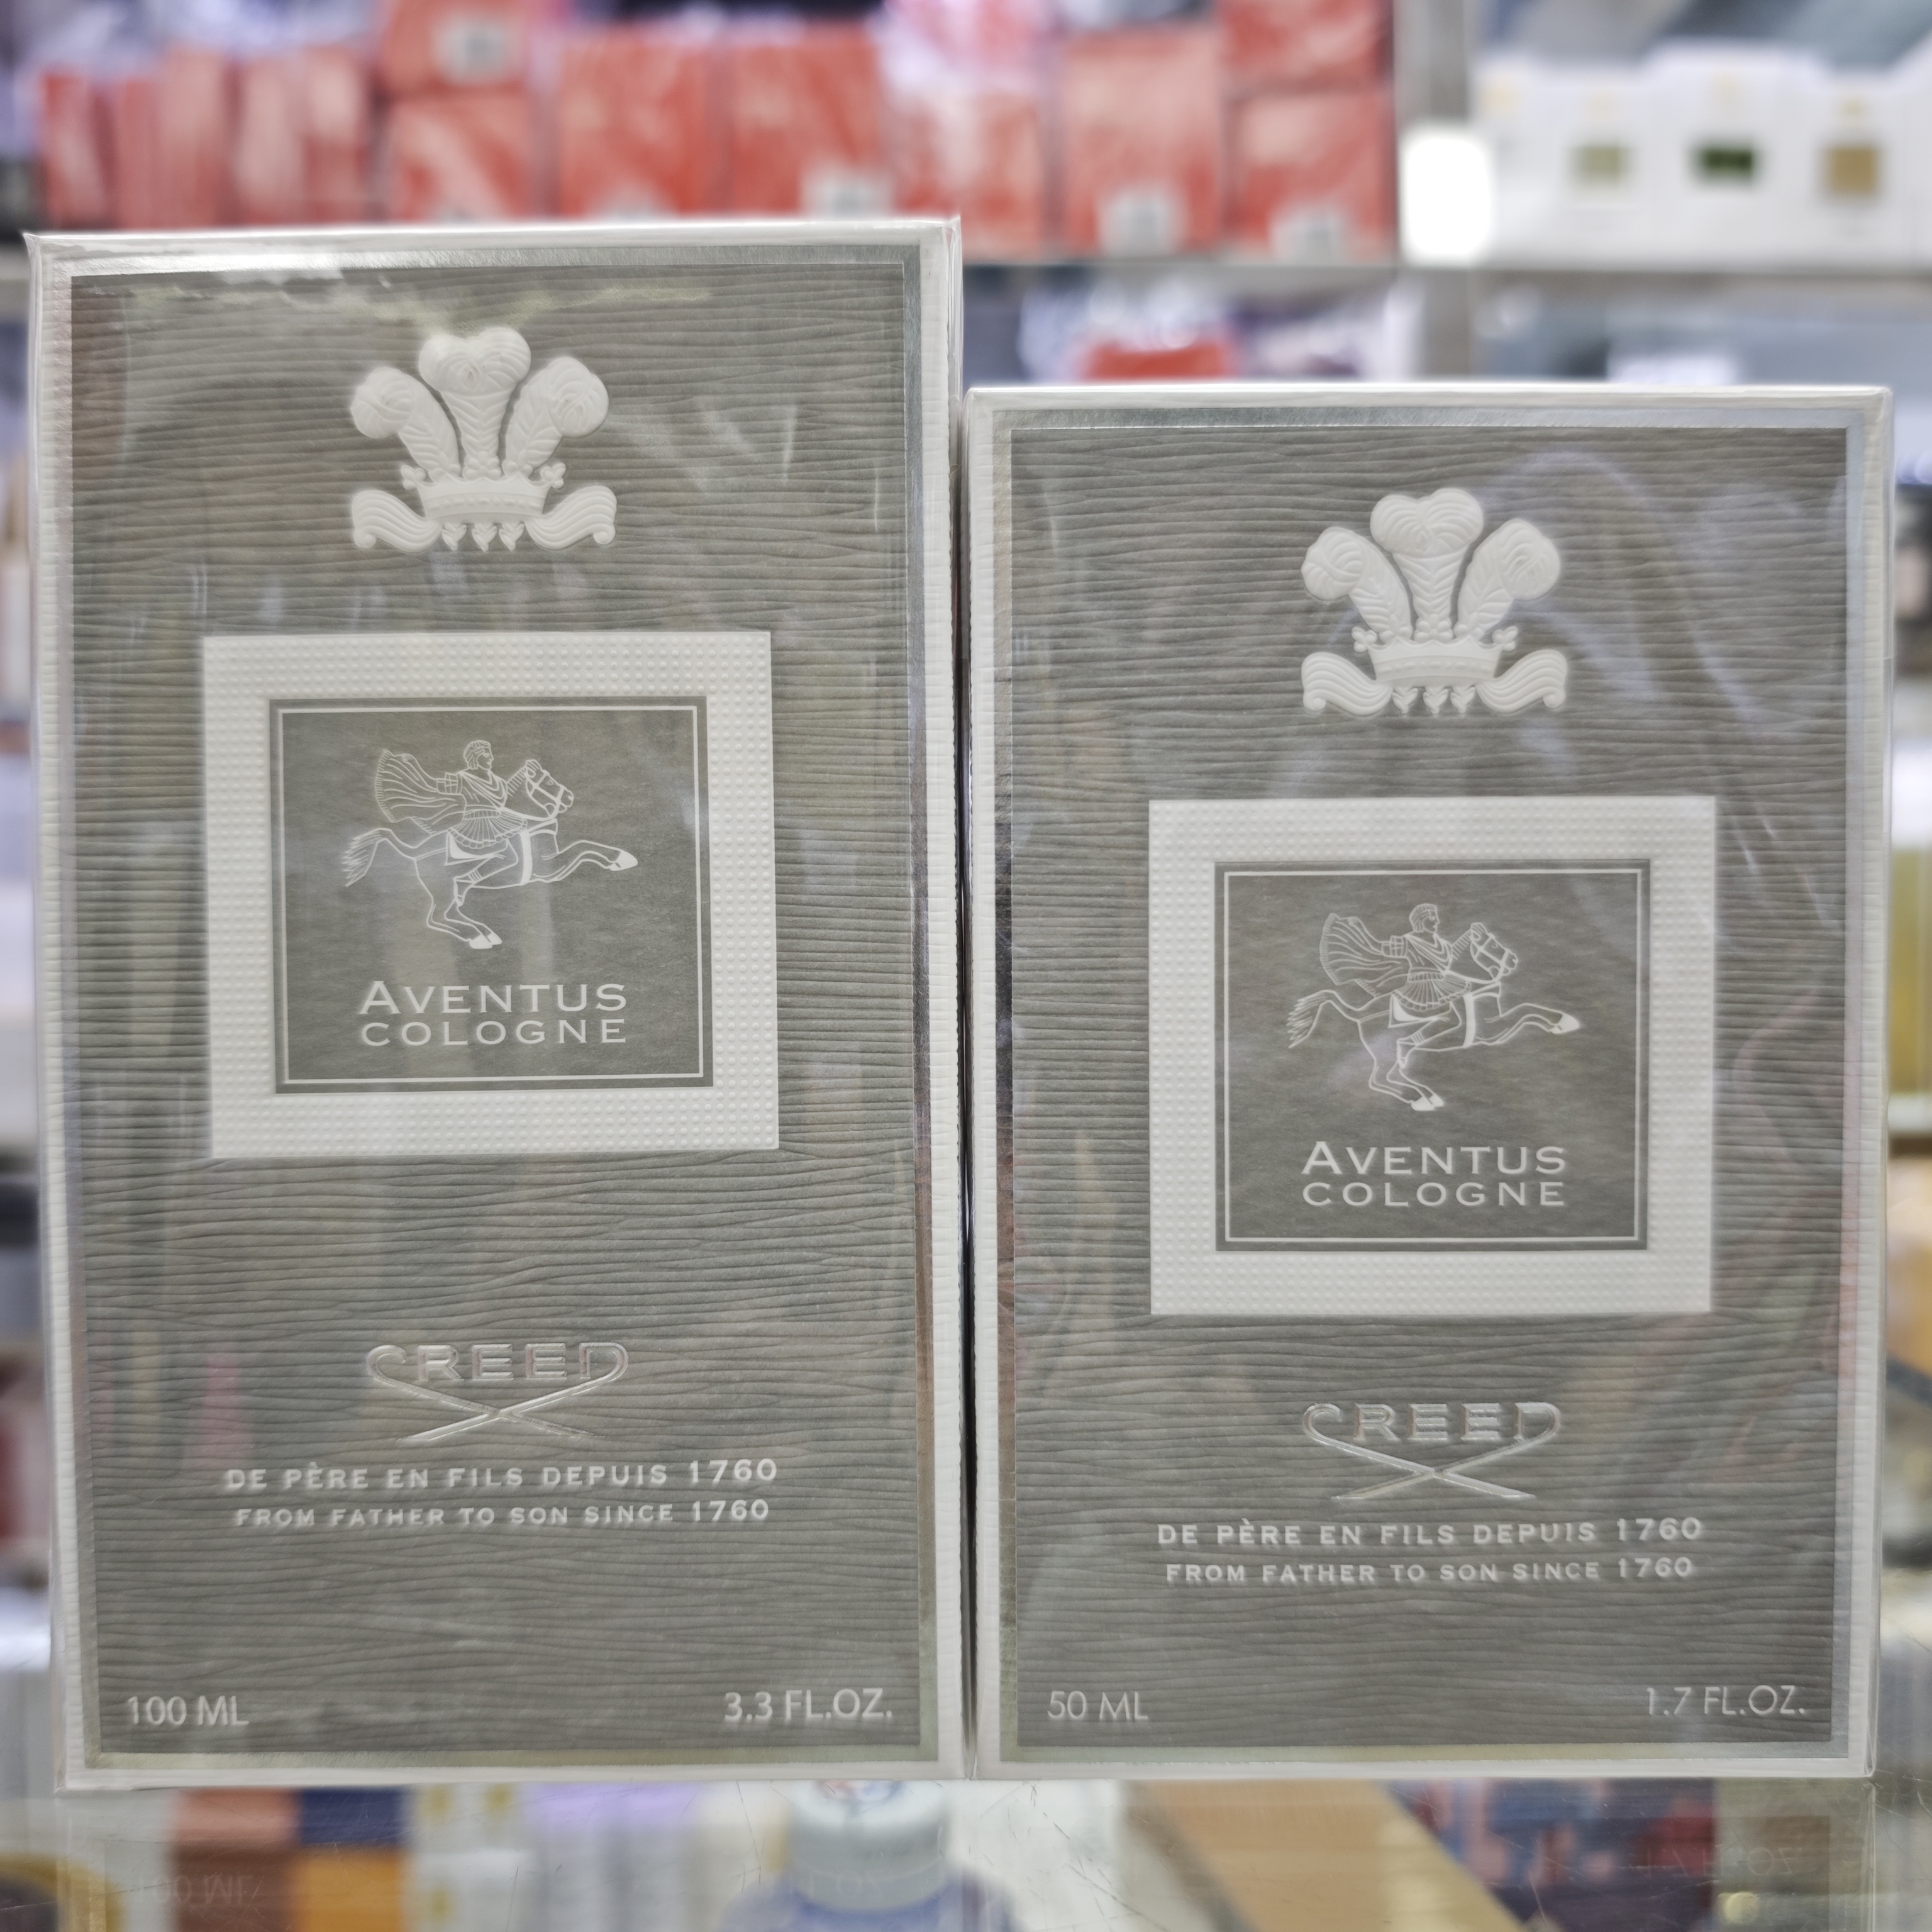 AVENTUS
COLOGNE
CREED
DE PÈRE EN FILS DEPUIS 1760
FROM FATHER TO SON SINCE 1760
100 ML
3.3 FL.OZ.
AVENTUS
COLOGNE
CREED
DE PÈRE EN FILS DEPUIS 1760
FROM FATHER TO SON SINCE 1760
50 ML
1.7 FL.OZ.